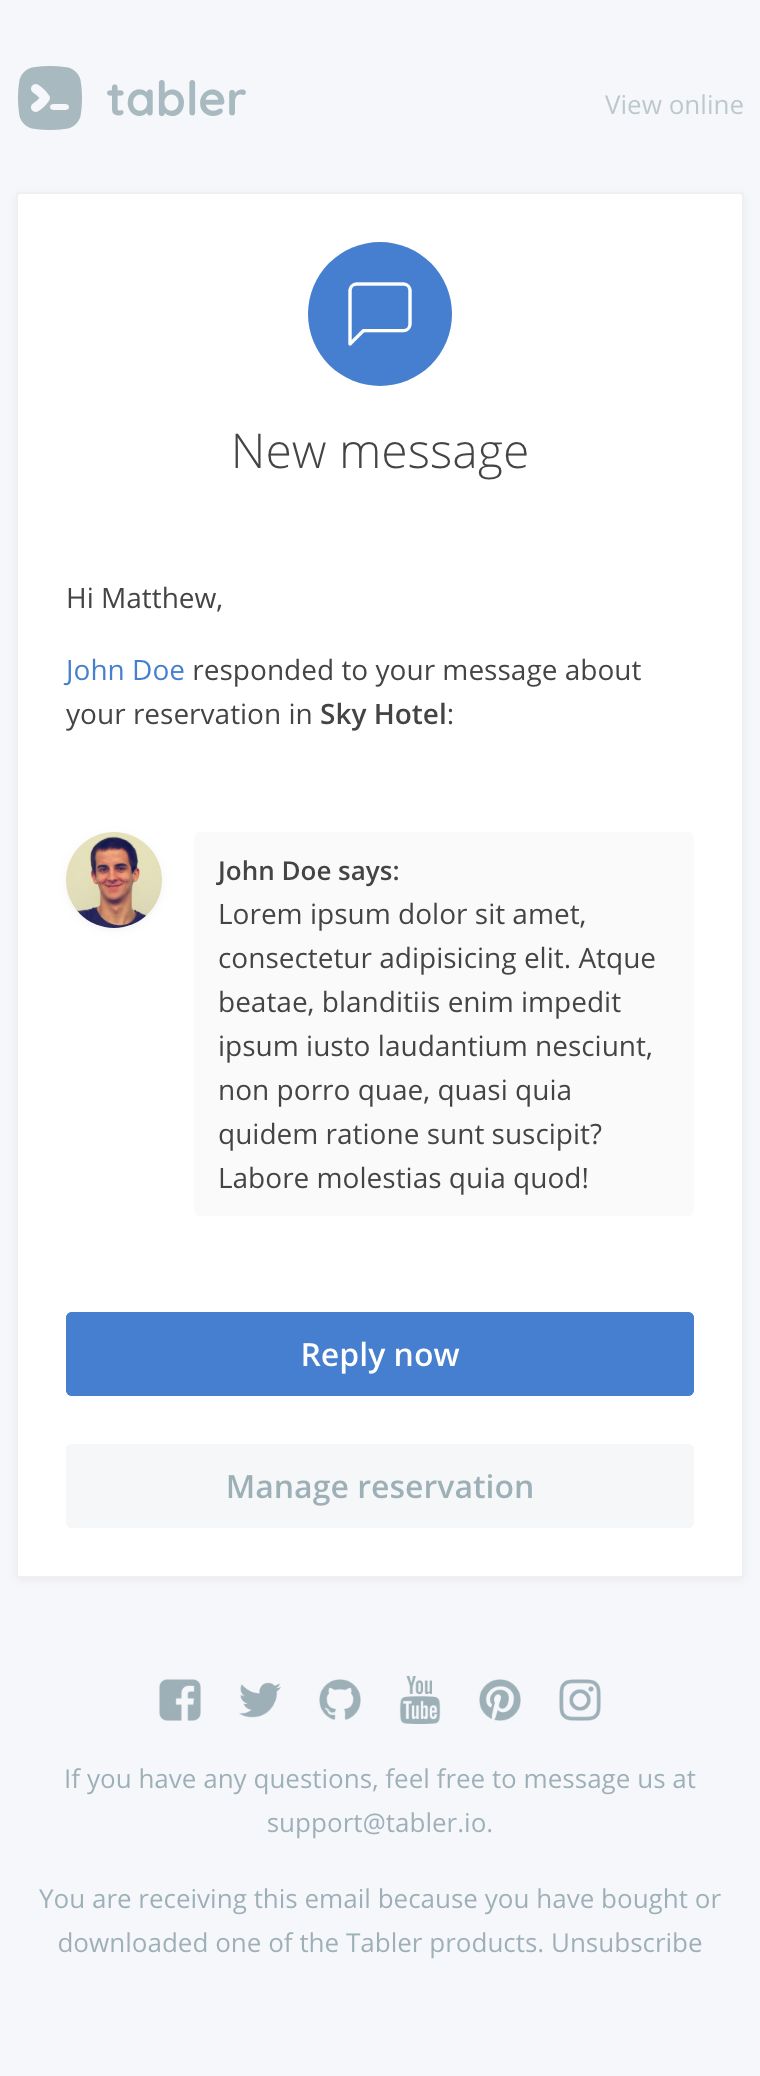 tabler
View online
New message
Hi Matthew,
John Doe responded to your message about
your reservation in Sky Hotel:
John Doe says:
Lorem ipsum dolor sit amet,
consectetur adipisicing elit. Atque
beatae, blanditiis enim impedit
ipsum iusto laudantium nesciunt,
non porro quae, quasi quia
quidem ratione sunt suscipit?
Labore molestias quia quod!
Reply now
Manage reservation
You
Tube
If you have any questions, feel free to message us at
support@tabler.io.
You are receiving this email because you have bought or
downloaded one of the Tabler products. Unsubscribe